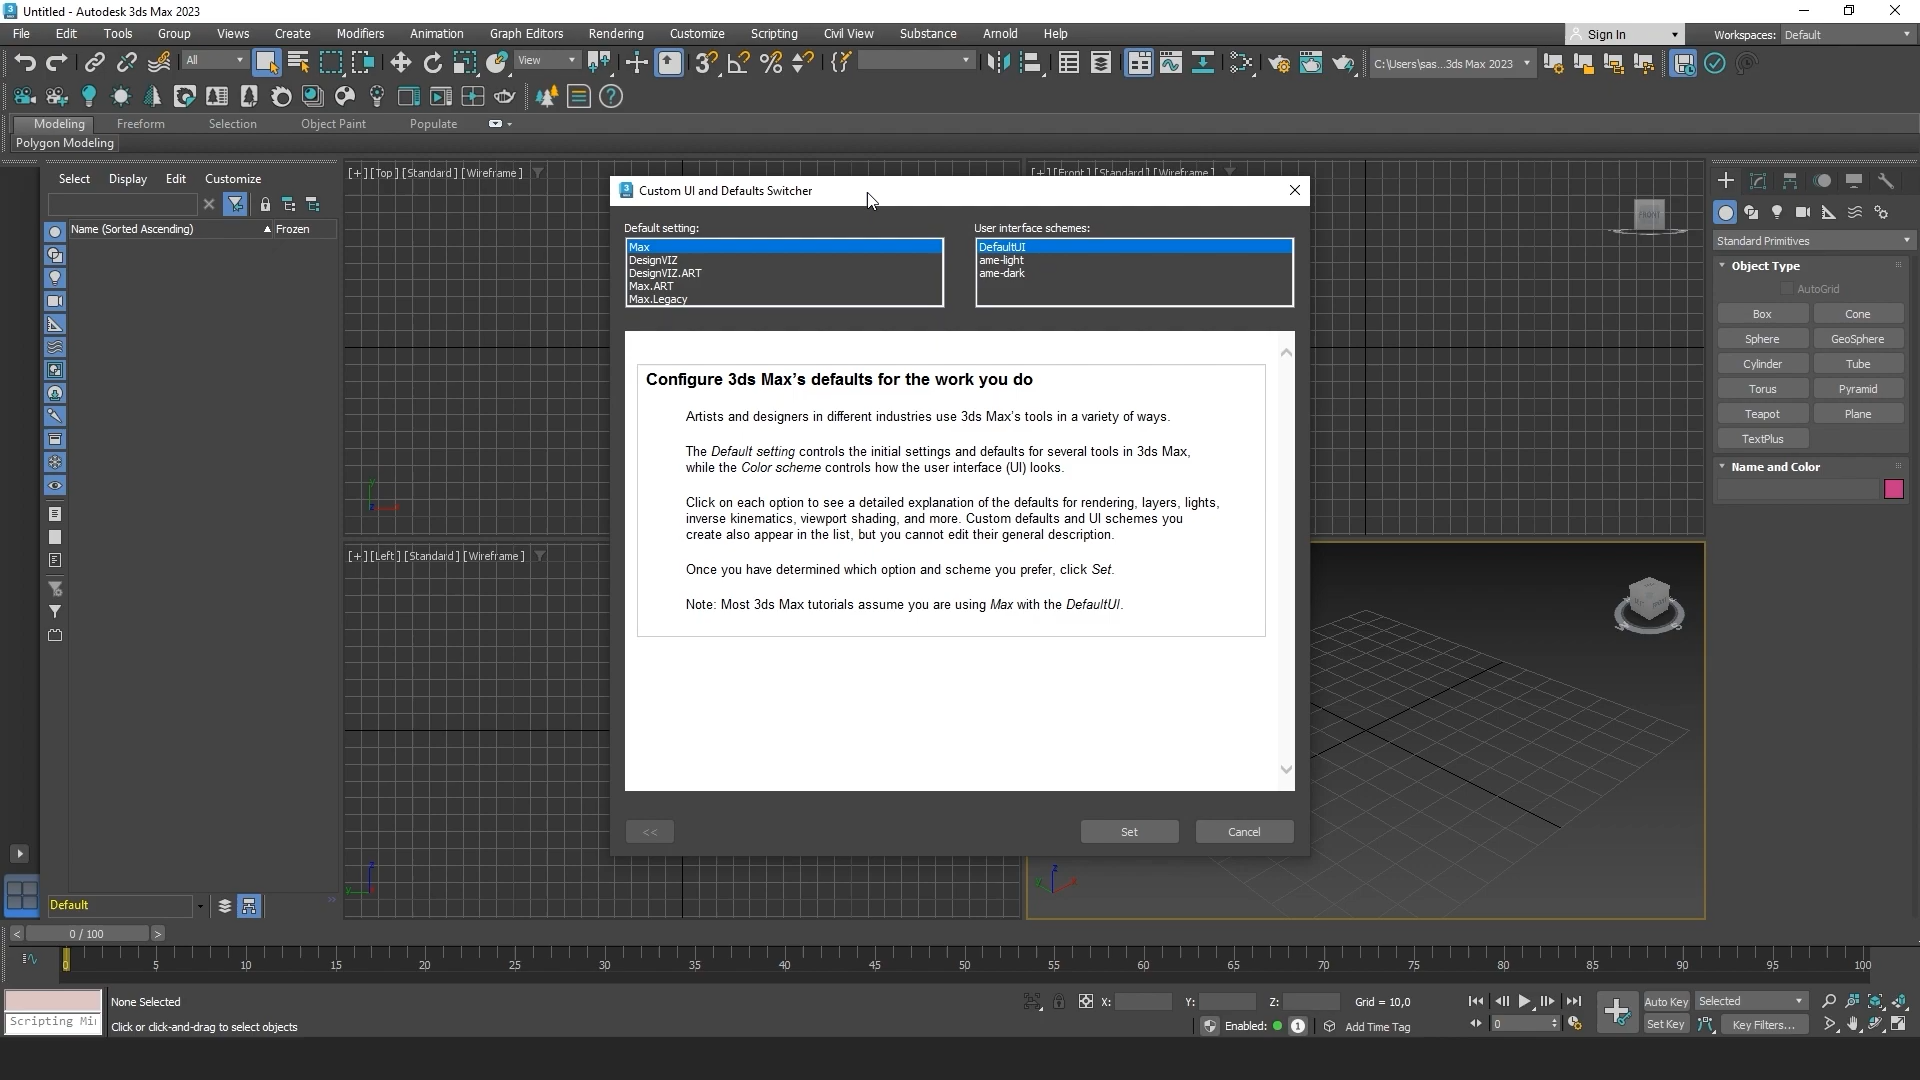 Untitled - Autodesk 3ds Max 2023
File Edit Tools Group Views Create Modifiers Animation Graph Editors Rendering Customize Scripting Civil View Substance Arnold Help
Sign In
Workspaces: Default
All
View
C:\Users\sas...3ds Max 2023
Modeling Freeform Selection Object Paint Populate
Polygon Modeling
Select Display Edit Customize
Name (Sorted Ascending) Frozen
[+] [Top] [Standard] [Wireframe]
[+] [Front] [Standard] [Wireframe]
FRONT
Custom UI and Defaults Switcher
Default setting:
Max
DesignVIZ
DesignVIZ.ART
Max.ART
Max.Legacy
User interface schemes:
DefaultUI
ame-light
ame-dark
Configure 3ds Max's defaults for the work you do
Artists and designers in different industries use 3ds Max's tools in a variety of ways.
The Default setting controls the initial settings and defaults for several tools in 3ds Max,
while the Color scheme controls how the user interface (UI) looks.
Click on each option to see a detailed explanation of the defaults for rendering, layers, lights,
inverse kinematics, viewport shading, and more. Custom defaults and UI schemes you
create also appear in the list, but you cannot edit their general description.
Once you have determined which option and scheme you prefer, click Set.
Note: Most 3ds Max tutorials assume you are using Max with the DefaultUI.
<<
Set
Cancel
[+] [Left] [Standard] [Wireframe]
Standard Primitives
Object Type
AutoGrid
Box Cone
Sphere GeoSphere
Cylinder Tube
Torus Pyramid
Teapot Plane
TextPlus
Name and Color
Default
0 / 100
0 5 10 15 20 25 30 35 40 45 50 55 60 65 70 75 80 85 90 95 100
None Selected
Scripting Mi
Click or click-and-drag to select objects
X: Y: Z: Grid = 10,0
Enabled: 1 Add Time Tag
0
Auto Key Selected
Set Key Key Filters...